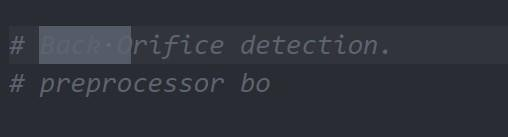 # Back Orifice detection.
# preprocessor bo